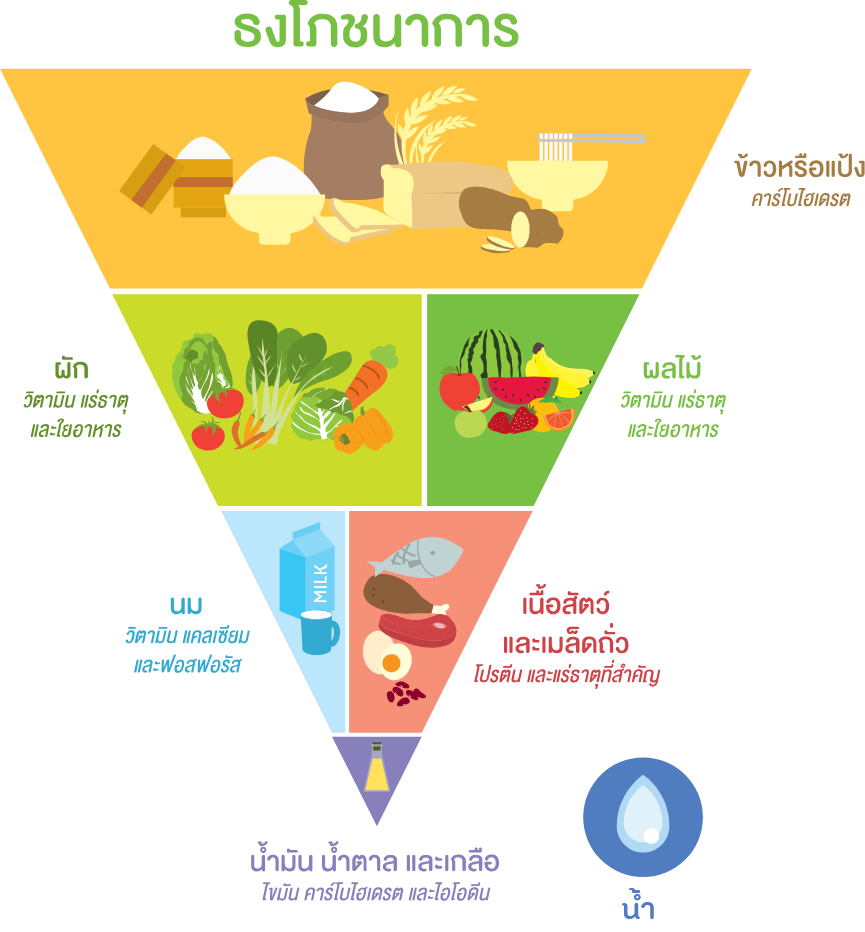 ธงโภชนาการ
ข้าวหรือแป้ง
คาร์โบไฮเดรต
ผัก
วิตามิน แร่ธาตุ
และใยอาหาร
ผลไม้
วิตามิน แร่ธาตุ
และใยอาหาร
MILK
นม
วิตามิน แคลเซียม
และฟอสฟอรัส
เนื้อสัตว์
และเมล็ดถั่ว
โปรตีน และแร่ธาตุที่สำคัญ
น้ำมัน น้ำตาล และเกลือ
ไขมัน คาร์โบไฮเดรต และไอโอดีน
น้ำ